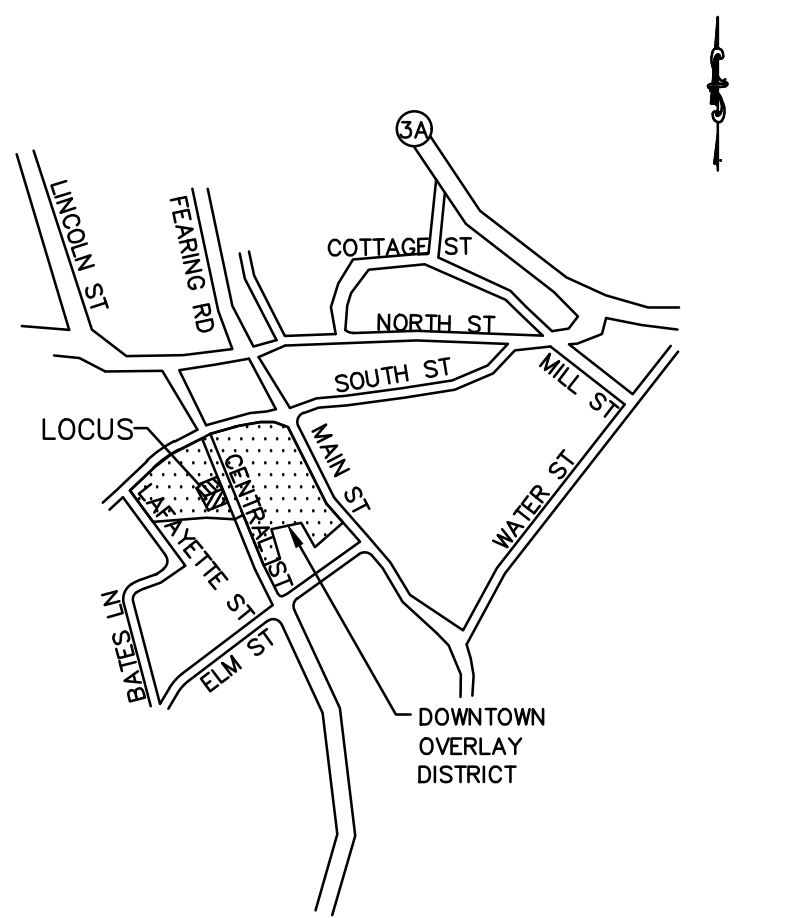 3A
LINCOLN ST
FEARING RD
COTTAGE ST
NORTH ST
SOUTH ST
MILL ST
LOCUS
MAIN ST
CENTRAL ST
WATER ST
LAFAYETTE ST
BATES LN
ELM ST
DOWNTOWN
OVERLAY
DISTRICT